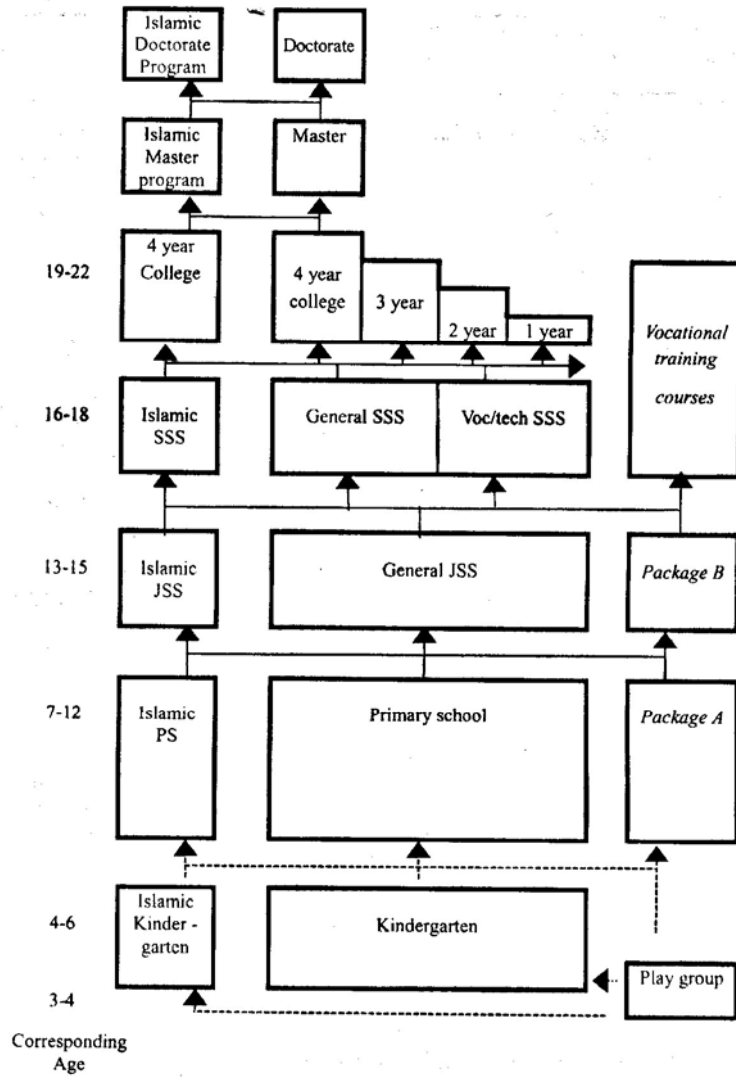 Islamic
Doctorate
Program
Doctorate
Islamic
Master
program
Master
19-22
4 year
College
4 year
college
3 year
2 year
1 year
Vocational
training
courses
16-18
Islamic
SSS
General SSS
Voc/tech SSS
13-15
Islamic
JSS
General JSS
Package B
7-12
Islamic
PS
Primary school
Package A
4-6
Islamic
Kinder -
garten
Kindergarten
Play group
3-4
Corresponding
Age